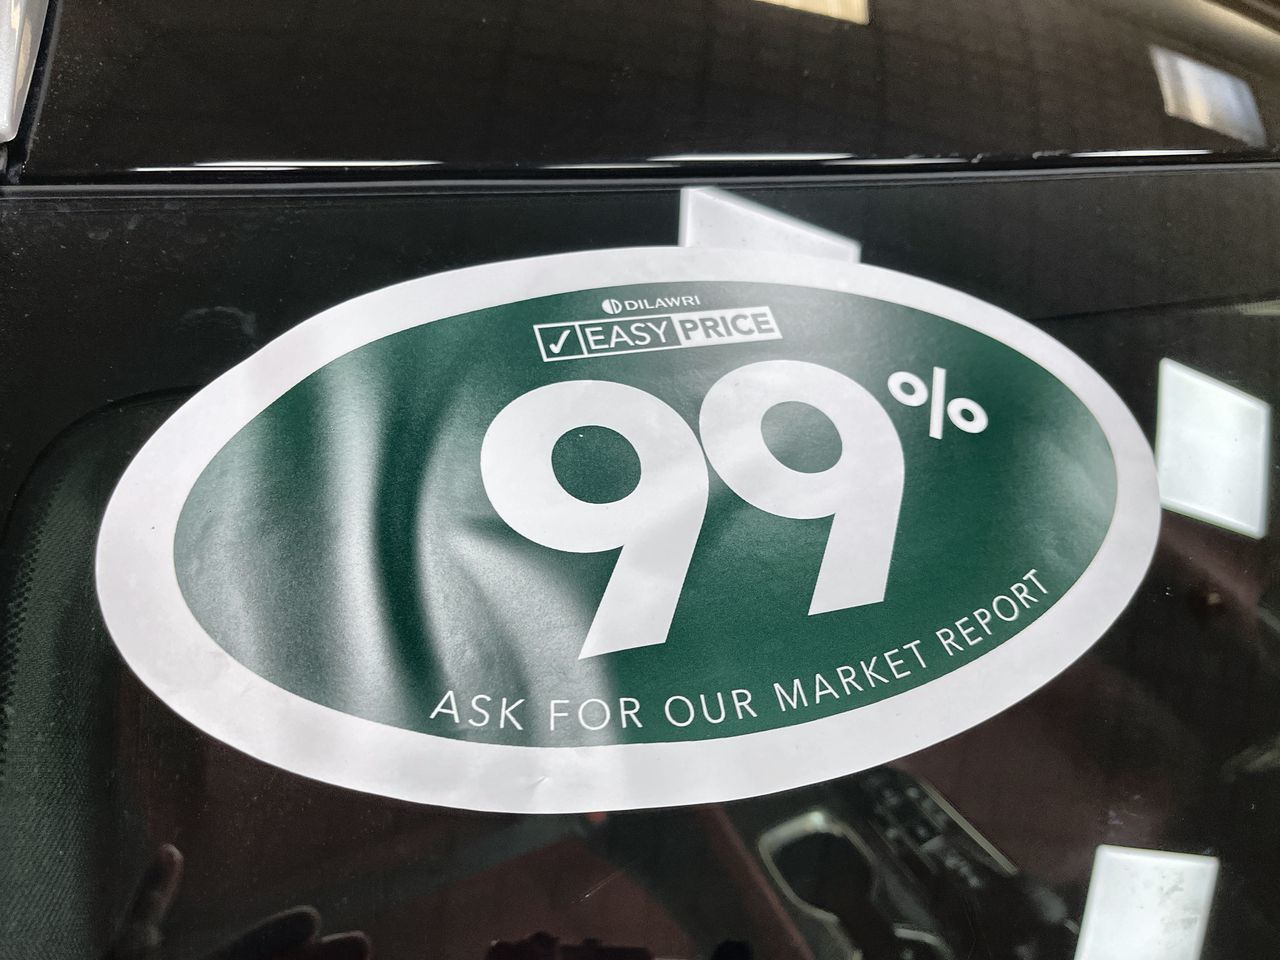 DILAWRI
✓ EASY PRICE
99%
ASK FOR OUR MARKET REPORT